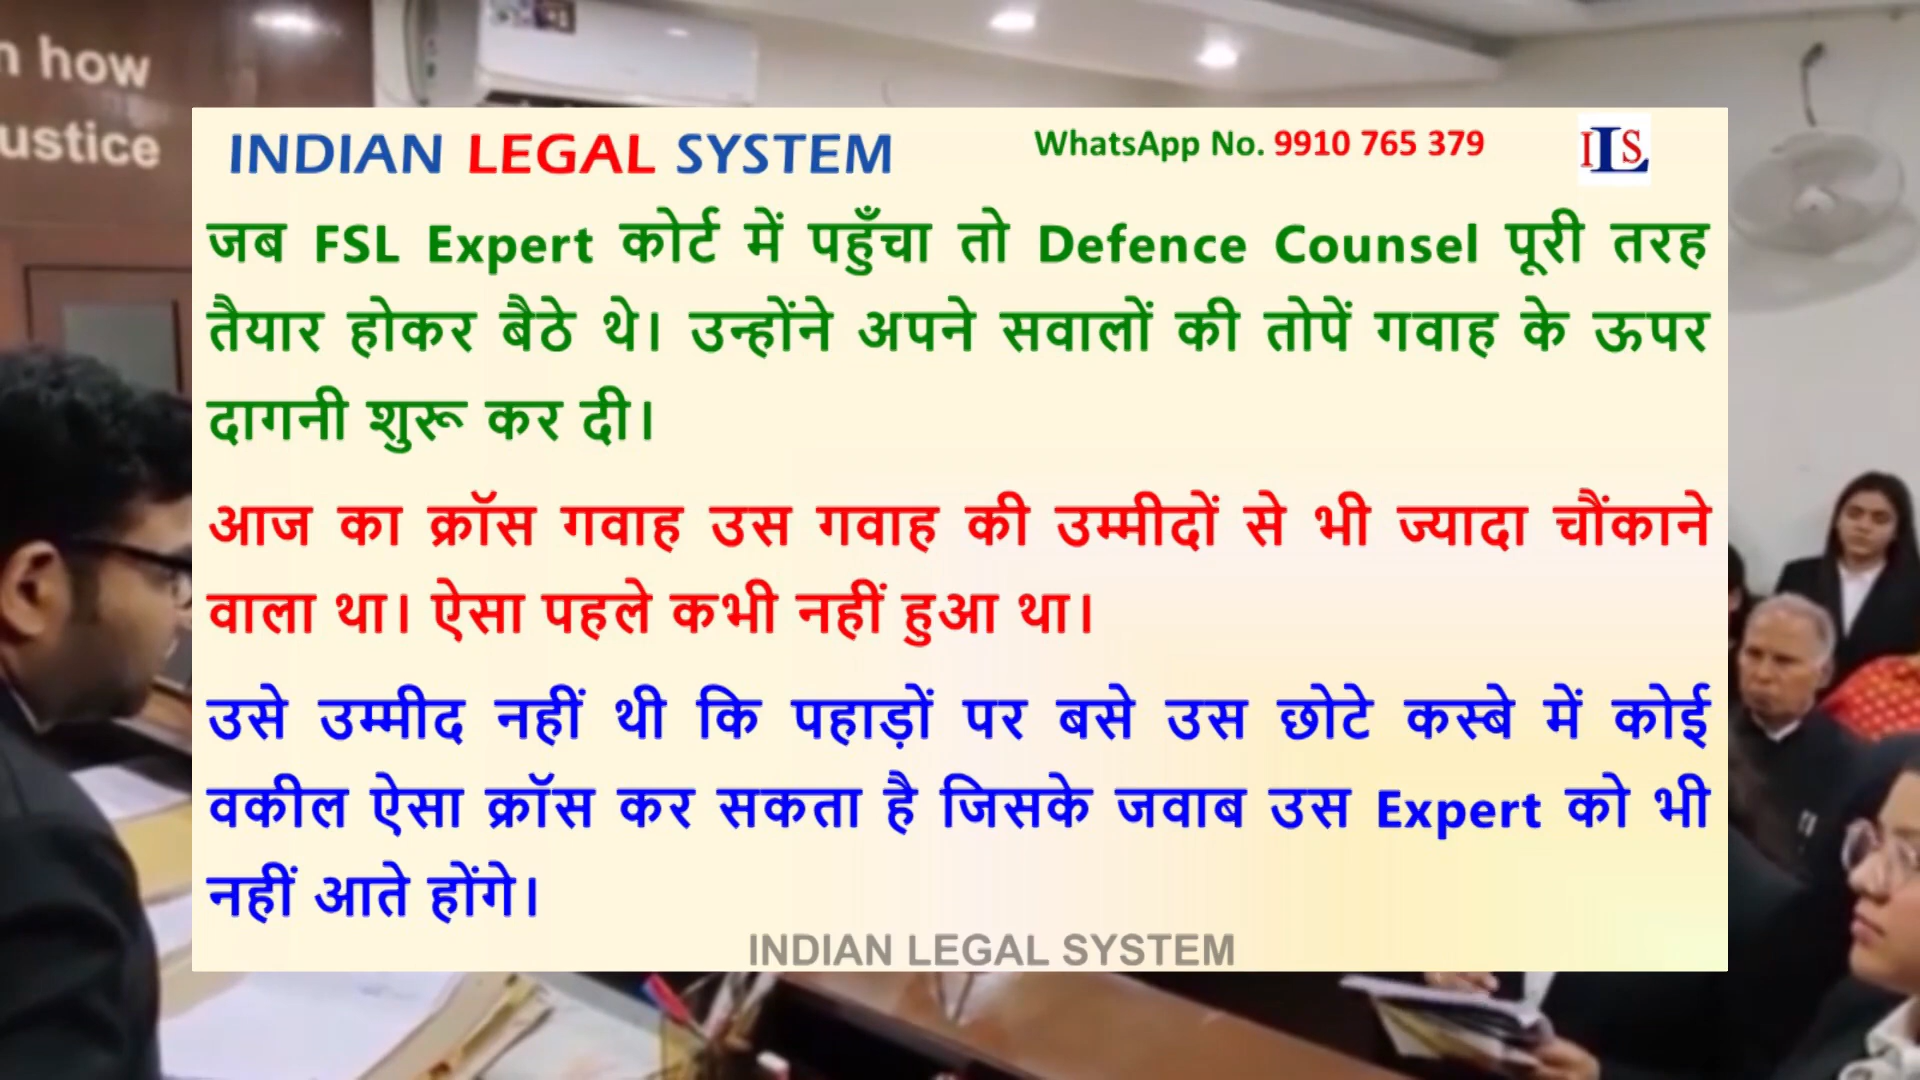 n how
ustice
INDIAN LEGAL SYSTEM
WhatsApp No. 9910 765 379
ILS
जब FSL Expert कोर्ट में पहुँचा तो Defence Counsel पूरी तरह
तैयार होकर बैठे थे। उन्होंने अपने सवालों की तोपें गवाह के ऊपर
दागनी शुरू कर दी।
आज का क्रॉस गवाह उस गवाह की उम्मीदों से भी ज्यादा चौंकाने
वाला था। ऐसा पहले कभी नहीं हुआ था।
उसे उम्मीद नहीं थी कि पहाड़ों पर बसे उस छोटे कस्बे में कोई
वकील ऐसा क्रॉस कर सकता है जिसके जवाब उस Expert को भी
नहीं आते होंगे।
INDIAN LEGAL SYSTEM